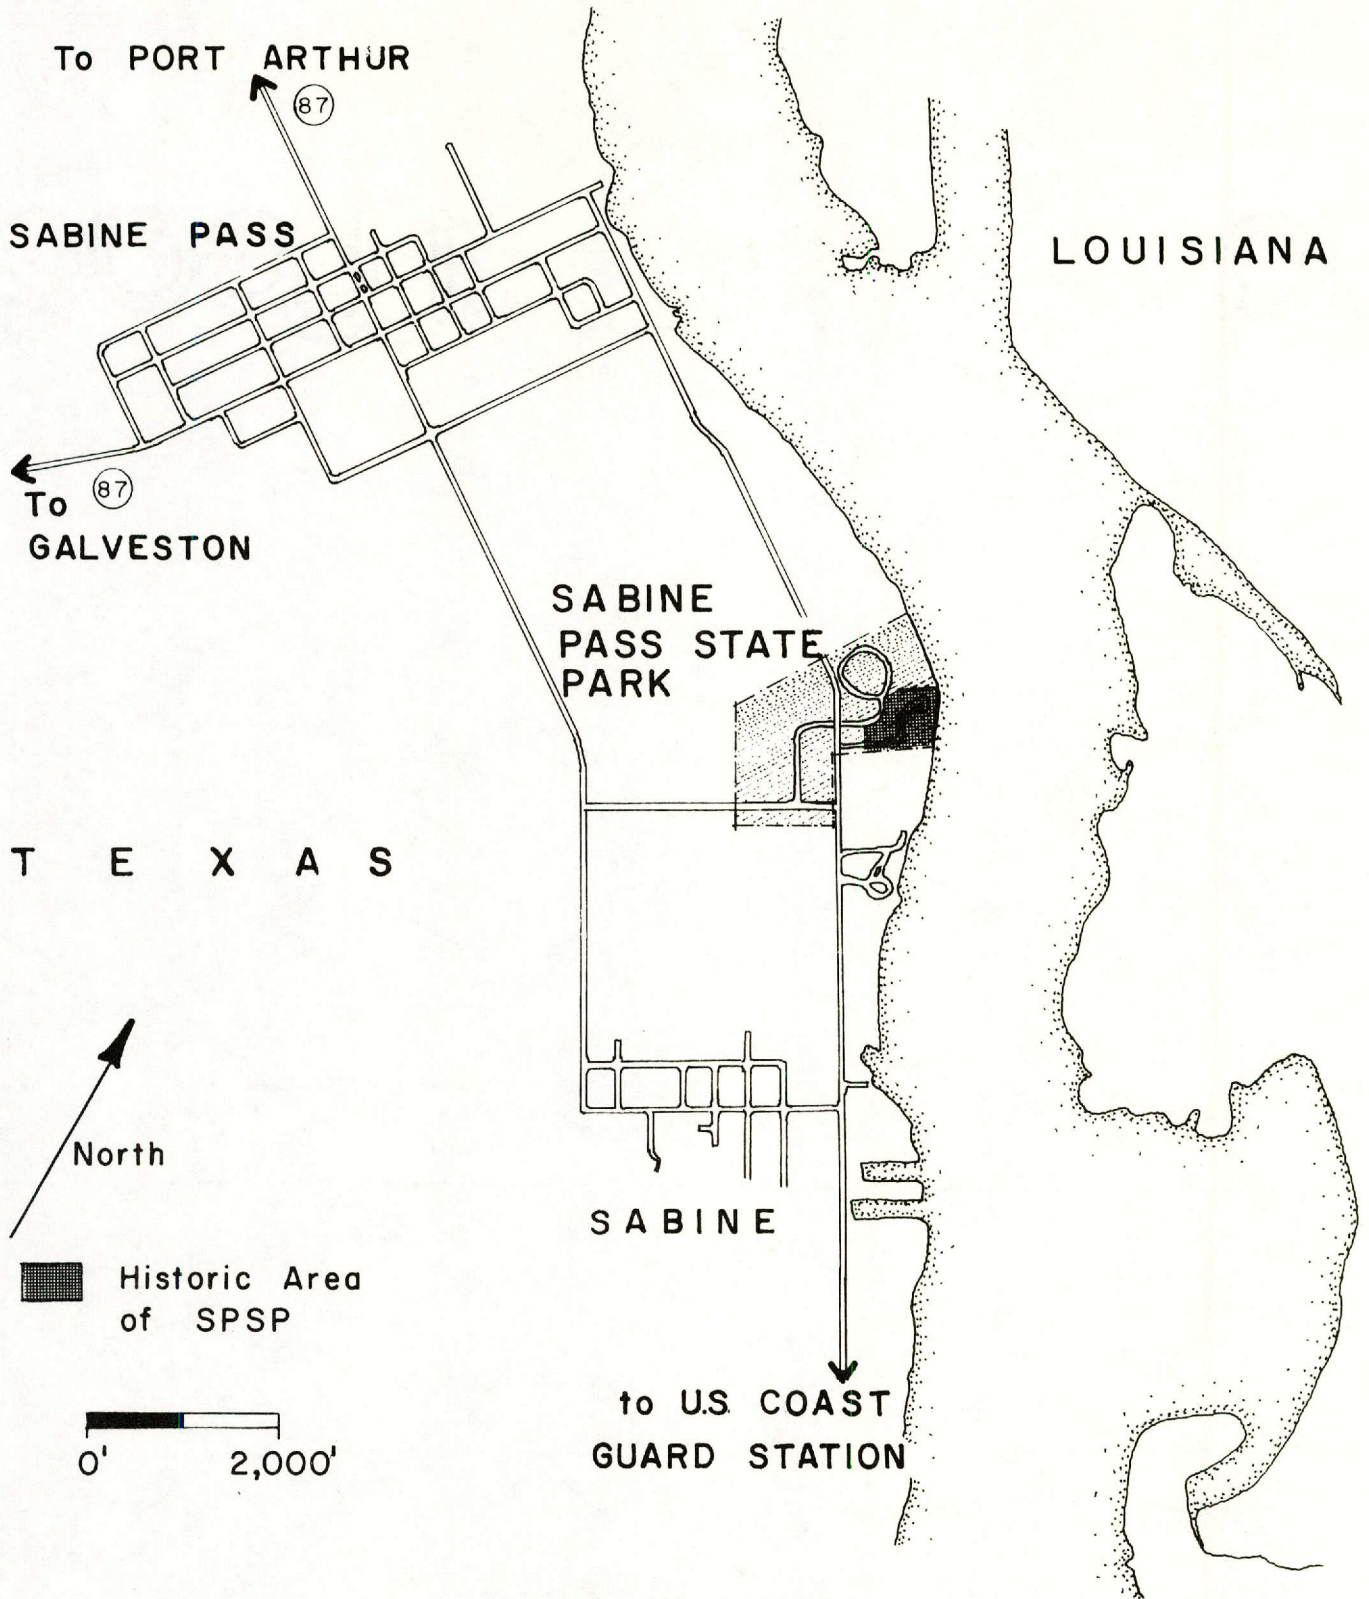 To PORT ARTHUR
87
SABINE PASS
LOUISIANA
87
To
GALVESTON
SABINE
PASS STATE
PARK
TEXAS
North
Historic Area
of SPSP
0' 2,000'
SABINE
to U.S. COAST
GUARD STATION